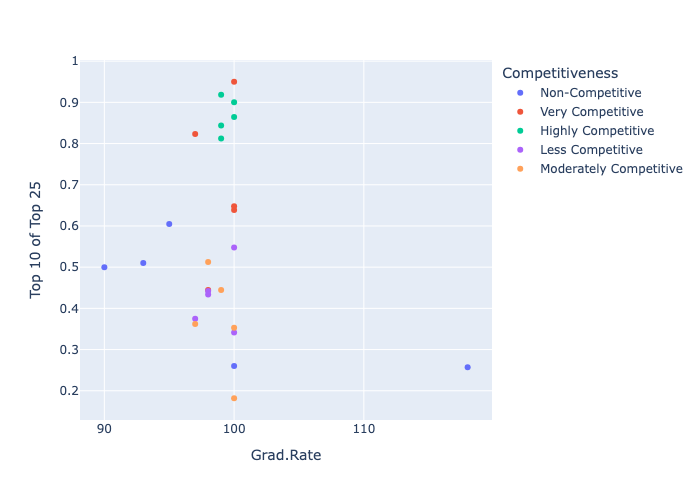 Competitiveness
Non-Competitive
Very Competitive
Highly Competitive
Less Competitive
Moderately Competitive
Top 10 of Top 25
1
0.9
0.8
0.7
0.6
0.5
0.4
0.3
0.2
90
100
110
Grad.Rate